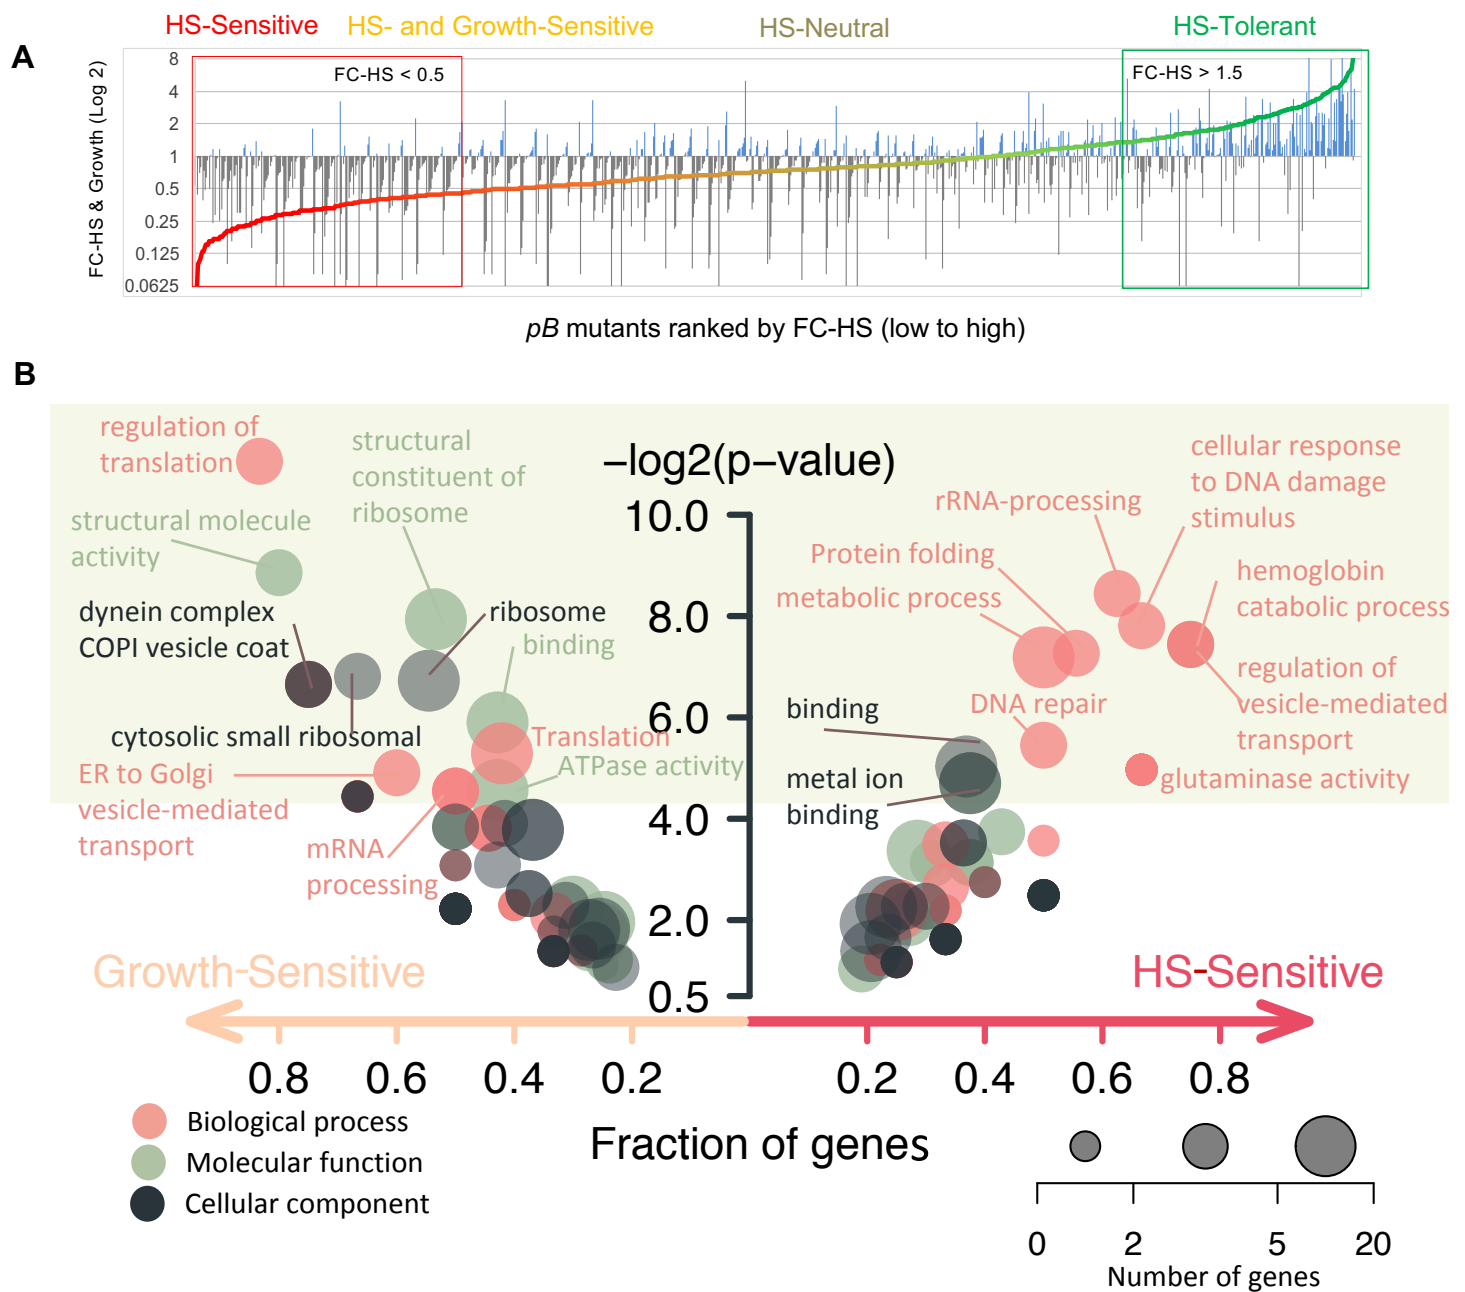 HS-Sensitive HS- and Growth-Sensitive HS-Neutral HS-Tolerant
A
FC-HS & Growth (Log 2)
8
4
2
1
0.5
0.25
0.125
0.0625
FC-HS < 0.5
FC-HS > 1.5
pB mutants ranked by FC-HS (low to high)
B
regulation of
translation
structural
constituent of
ribosome
structural molecule
activity
dynein complex
COPI vesicle coat
ribosome
binding
cytosolic small ribosomal
Translation
ATPase activity
ER to Golgi
vesicle-mediated
transport
mRNA
processing
−log2(p−value)
10.0
8.0
6.0
4.0
2.0
0.5
rRNA-processing
cellular response
to DNA damage
stimulus
Protein folding
metabolic process
hemoglobin
catabolic process
regulation of
vesicle-mediated
transport
DNA repair
binding
glutaminase activity
metal ion
binding
Growth-Sensitive
HS-Sensitive
0.8 0.6 0.4 0.2 0.2 0.4 0.6 0.8
Fraction of genes
Biological process
Molecular function
Cellular component
0 2 5 20
Number of genes